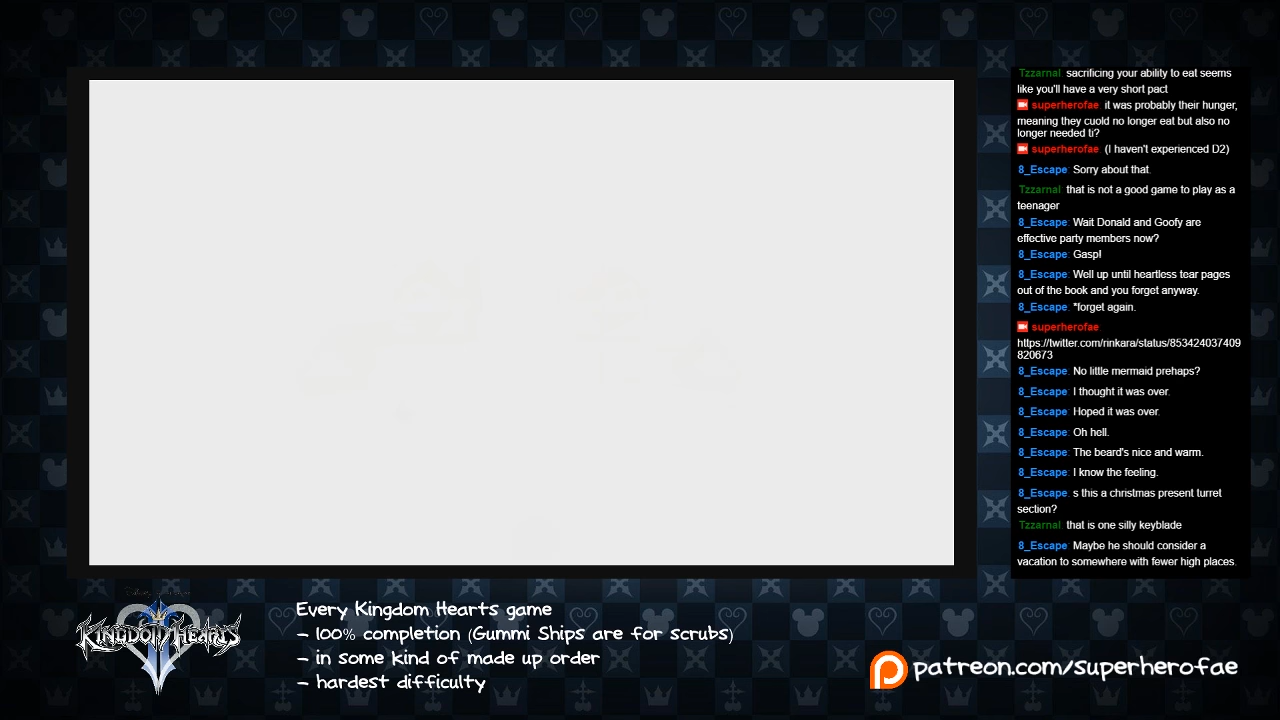 Tzzarnal: sacrificing your ability to eat seems
like you'll have a very short pact
superherofae: it was probably their hunger,
meaning they cuold no longer eat but also no
longer needed ti?
superherofae: (I haven't experienced D2)
8_Escape: Sorry about that.
Tzzarnal: that is not a good game to play as a
teenager
8_Escape: Wait Donald and Goofy are
effective party members now?
8_Escape: Gasp!
8_Escape: Well up until heartless tear pages
out of the book and you forget anyway.
8_Escape: *forget again.
superherofae:
https://twitter.com/rinkara/status/853424037409
820673
8_Escape: No little mermaid prehaps?
8_Escape: I thought it was over.
8_Escape: Hoped it was over.
8_Escape: Oh hell.
8_Escape: The beard's nice and warm.
8_Escape: I know the feeling.
8_Escape: s this a christmas present turret
section?
Tzzarnal: that is one silly keyblade
8_Escape: Maybe he should consider a
vacation to somewhere with fewer high places.
KINGDOM HEARTS
Every Kingdom Hearts game
- 100% completion (Gummi Ships are for scrubs)
- in some kind of made up order
- hardest difficulty
patreon.com/superherofae